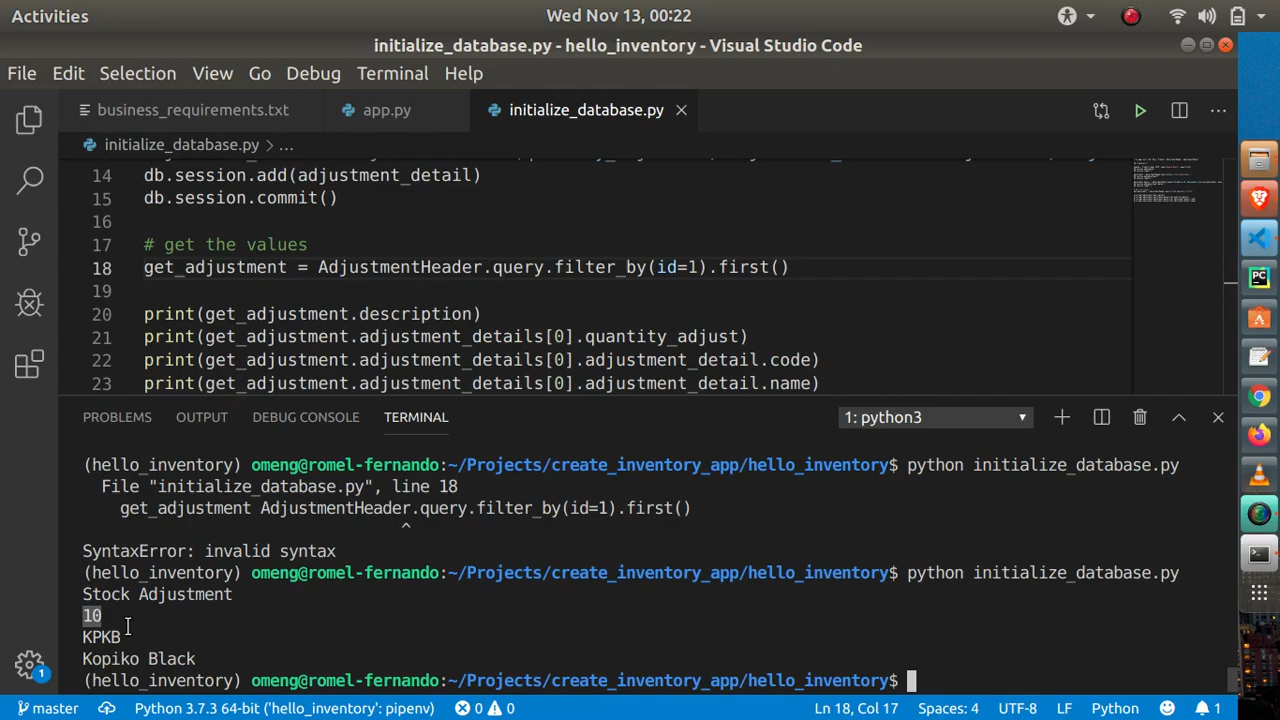 Activities
Wed Nov 13, 00:22
initialize_database.py - hello_inventory - Visual Studio Code
File Edit Selection View Go Debug Terminal Help
business_requirements.txt app.py initialize_database.py
initialize_database.py > ...
14 db.session.add(adjustment_detail)
15 db.session.commit()
16
17 # get the values
18 get_adjustment = AdjustmentHeader.query.filter_by(id=1).first()
19
20 print(get_adjustment.description)
21 print(get_adjustment.adjustment_details[0].quantity_adjust)
22 print(get_adjustment.adjustment_details[0].adjustment_detail.code)
23 print(get_adjustment.adjustment_details[0].adjustment_detail.name)
PROBLEMS OUTPUT DEBUG CONSOLE TERMINAL 1: python3
(hello_inventory) omeng@romel-fernando:~/Projects/create_inventory_app/hello_inventory$ python initialize_database.py
File "initialize_database.py", line 18
get_adjustment AdjustmentHeader.query.filter_by(id=1).first()
^
SyntaxError: invalid syntax
(hello_inventory) omeng@romel-fernando:~/Projects/create_inventory_app/hello_inventory$ python initialize_database.py
Stock Adjustment
10
KPKB
Kopiko Black
(hello_inventory) omeng@romel-fernando:~/Projects/create_inventory_app/hello_inventory$
master Python 3.7.3 64-bit ('hello_inventory': pipenv) 0 0 Ln 18, Col 17 Spaces: 4 UTF-8 LF Python 1